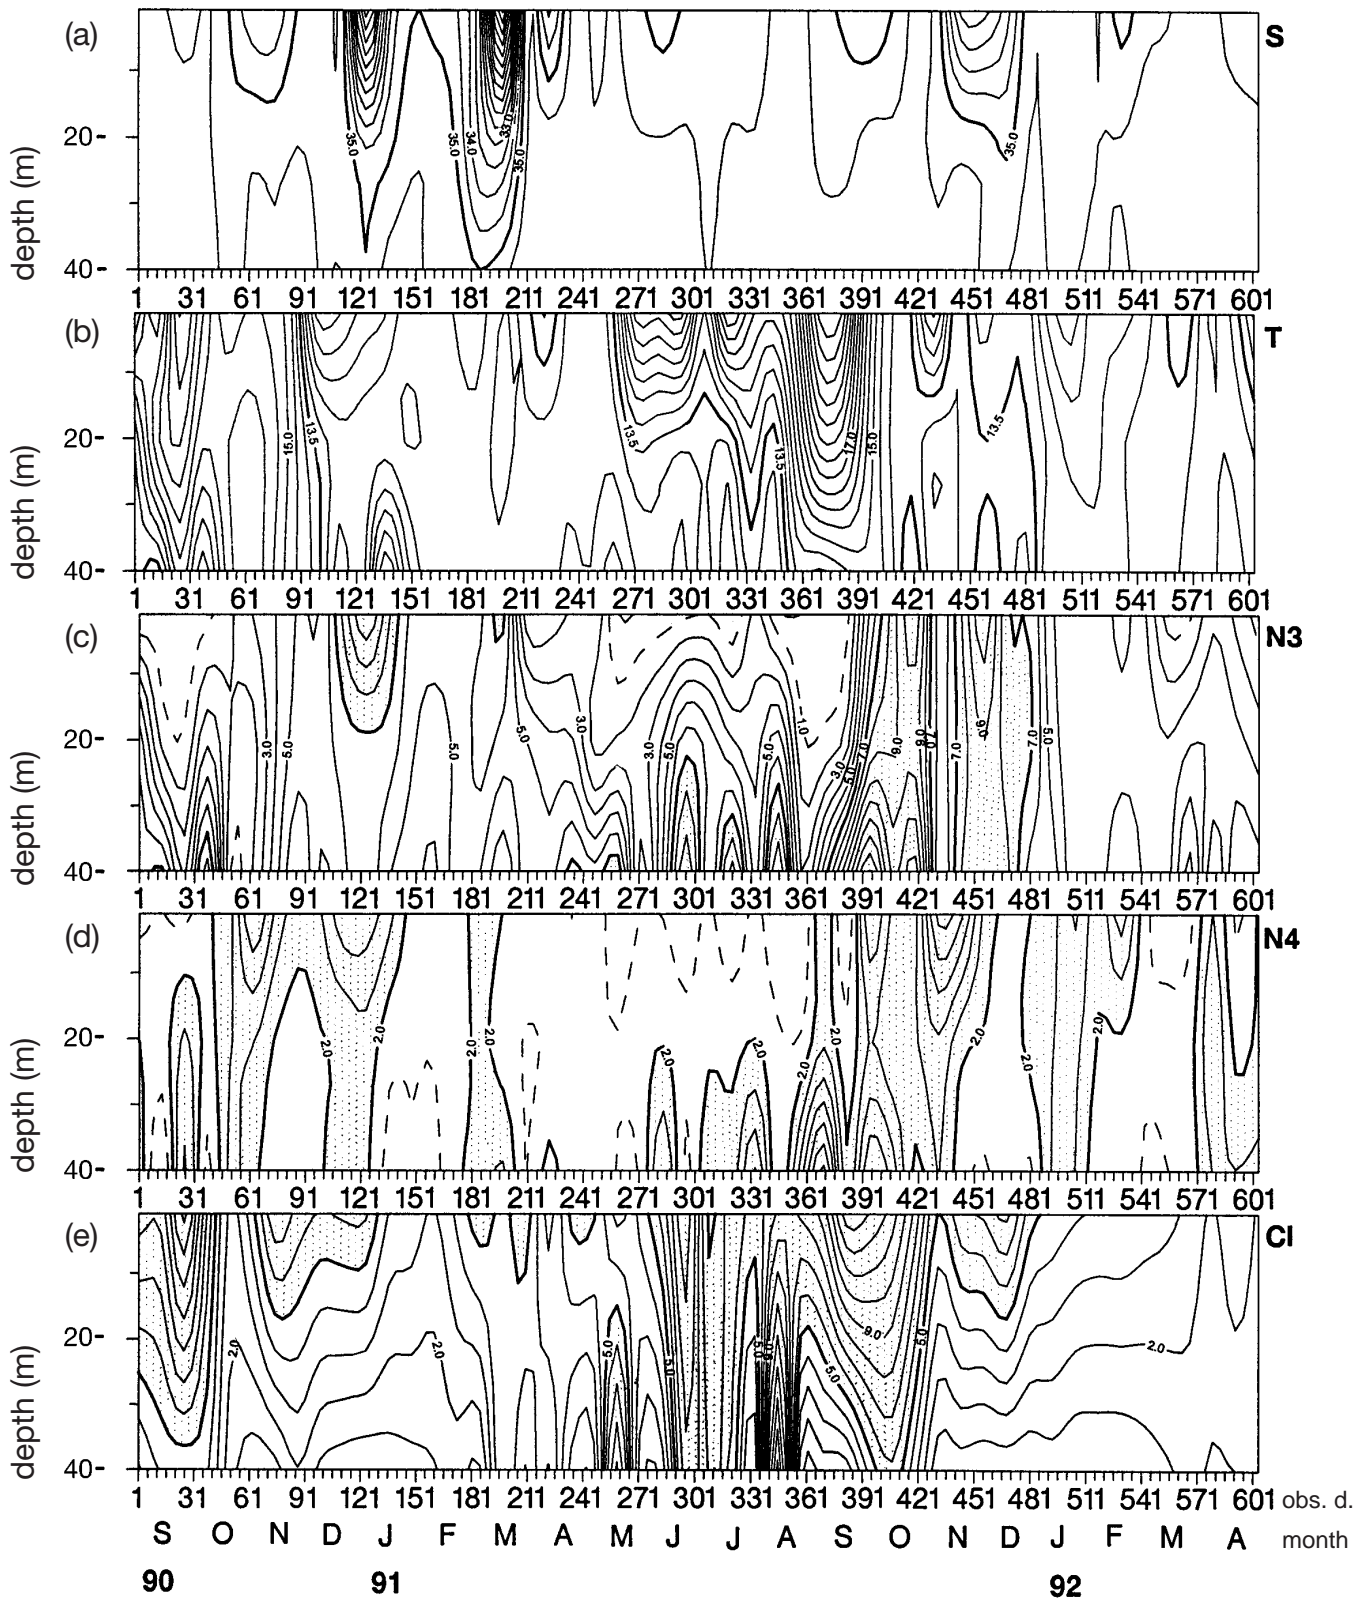 (a) S
depth (m)
20-
40-
35.0 35.0 34.0 33.0 35.0 35.0
1 31 61 91 121 151 181 211 241 271 301 331 361 391 421 451 481 511 541 571 601
(b) T
depth (m)
20-
40-
15.0 13.5 13.5 13.5 17.0 15.0 13.5
1 31 61 91 121 151 181 211 241 271 301 331 361 391 421 451 481 511 541 571 601
(c) N3
depth (m)
20-
40-
3.0 5.0 5.0 5.0 3.0 3.0 5.0 5.0 1.0 3.0 5.0 7.0 9.0 9.0 7.0 7.0 9.0 7.0 5.0
1 31 61 91 121 151 181 211 241 271 301 331 361 391 421 451 481 511 541 571 601
(d) N4
depth (m)
20-
40-
2.0 2.0 2.0 2.0 2.0 2.0 2.0 2.0 2.0 2.0 2.0
1 31 61 91 121 151 181 211 241 271 301 331 361 391 421 451 481 511 541 571 601
(e) Cl
depth (m)
20-
40-
2.0 2.0 5.0 5.0 5.0 9.0 5.0 9.0 5.0 2.0
1 31 61 91 121 151 181 211 241 271 301 331 361 391 421 451 481 511 541 571 601 obs. d.
S O N D J F M A M J J A S O N D J F M A month
90 91 92